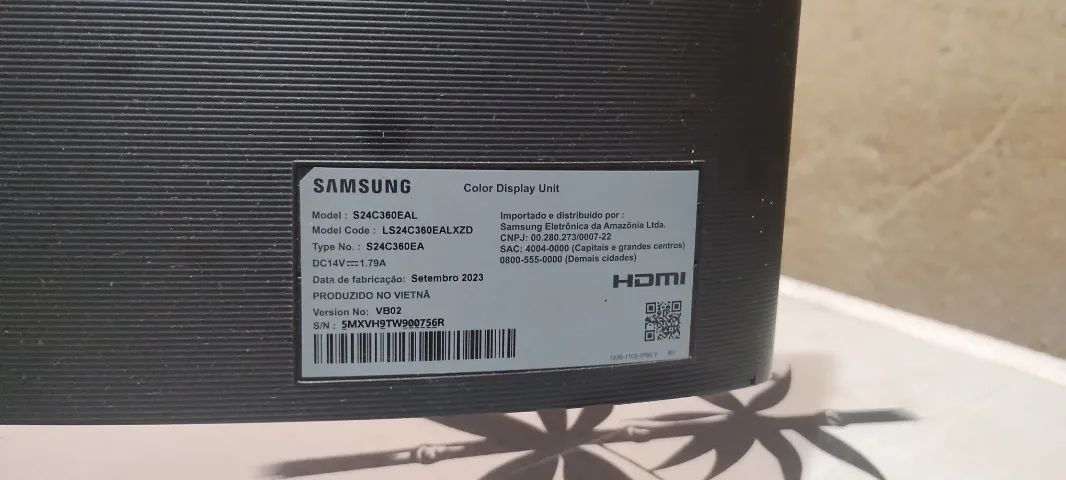 SAMSUNG
Color Display Unit
Model : S24C360EAL
Model Code : LS24C360EALXZD
Type No. : S24C360EA
DC14V⎓1.79A
Data de fabricação: Setembro 2023
PRODUZIDO NO VIETNÃ
Version No: VB02
S/N : 5MXVH9TW900756R
Importado e distribuído por :
Samsung Eletrônica da Amazônia Ltda.
CNPJ: 00.280.273/0007-22
SAC: 4004-0000 (Capitais e grandes centros)
0800-555-0000 (Demais cidades)
HDMI